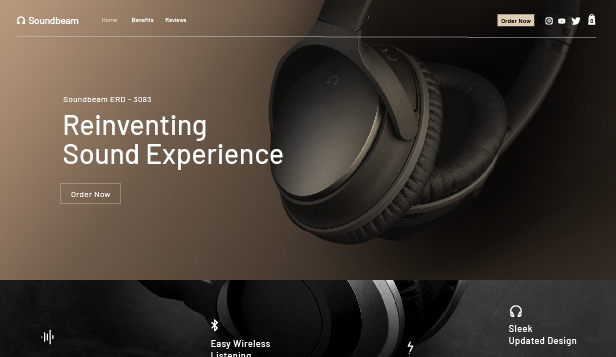 Soundbeam
Home Benefits Reviews
Order Now
Soundbeam ERD - 3083
Reinventing
Sound Experience
Order Now
Easy Wireless
Listening
Sleek
Updated Design